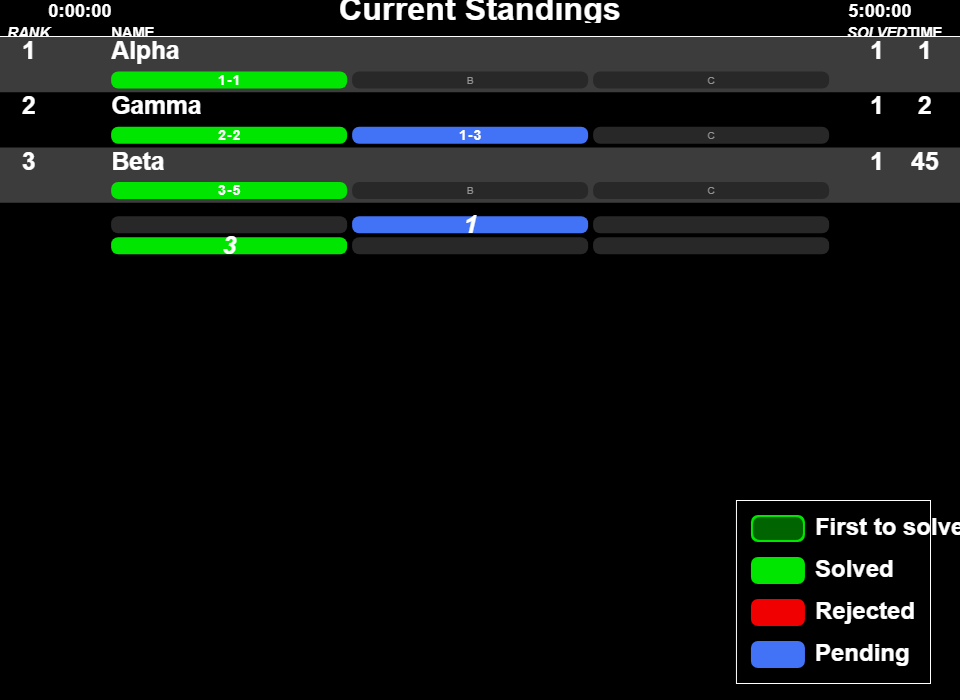 0:00:00 Current Standings 5:00:00
RANK NAME SOLVED TIME
1 Alpha 1 1
1-1 B C
2 Gamma 1 2
2-2 1-3 C
3 Beta 1 45
3-5 B C
1
3
First to solve
Solved
Rejected
Pending